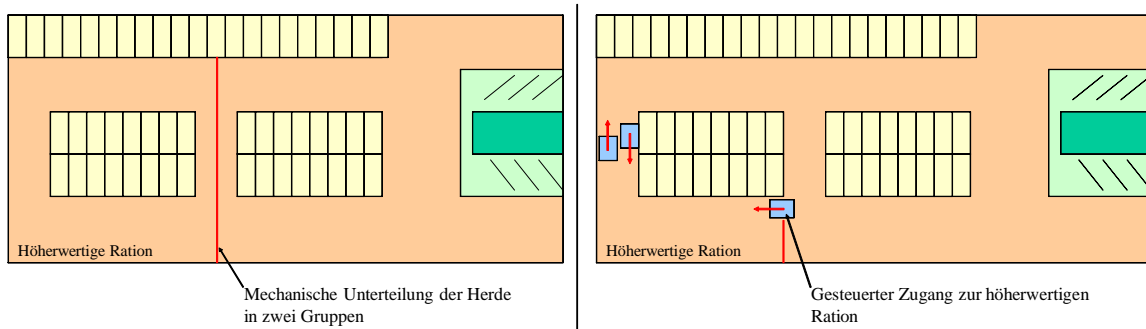 Höherwertige Ration
Mechanische Unterteilung der Herde
in zwei Gruppen
Höherwertige Ration
Gesteuerter Zugang zur höherwertigen
Ration